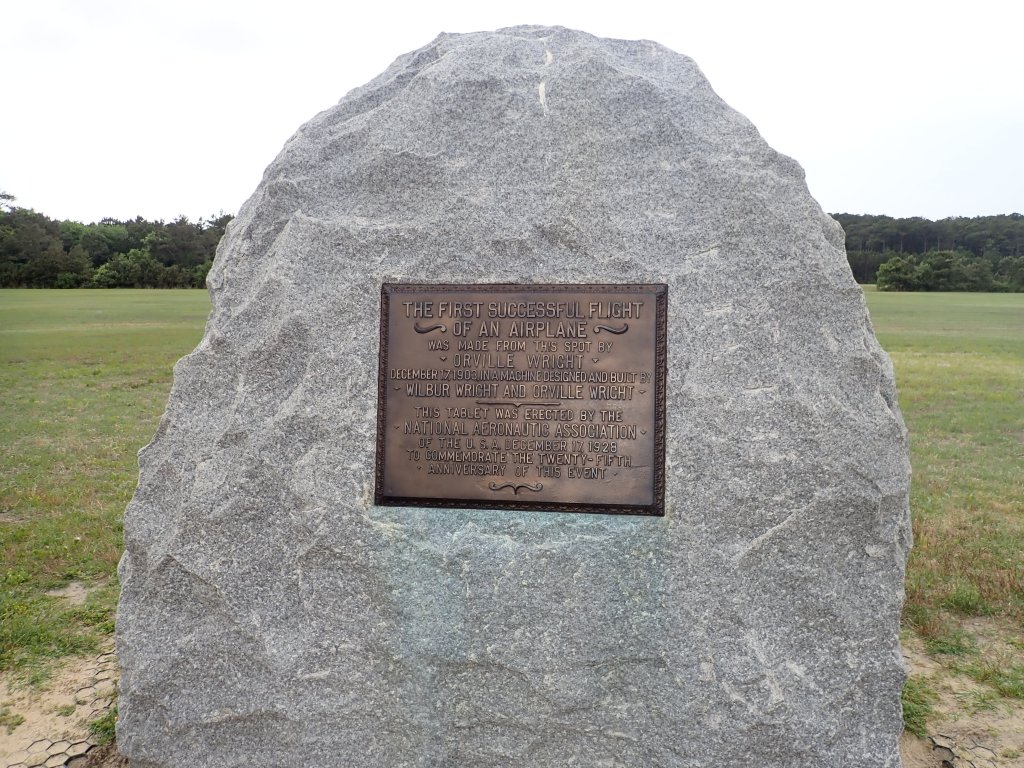 THE FIRST SUCCESSFUL FLIGHT
OF AN AIRPLANE
WAS MADE FROM THIS SPOT BY
ORVILLE WRIGHT
DECEMBER 17, 1903, IN A MACHINE DESIGNED AND BUILT BY
WILBUR WRIGHT AND ORVILLE WRIGHT
THIS TABLET WAS ERECTED BY THE
NATIONAL AERONAUTIC ASSOCIATION
OF THE U.S.A. DECEMBER 17, 1928
TO COMMEMORATE THE TWENTY-FIFTH
ANNIVERSARY OF THIS EVENT